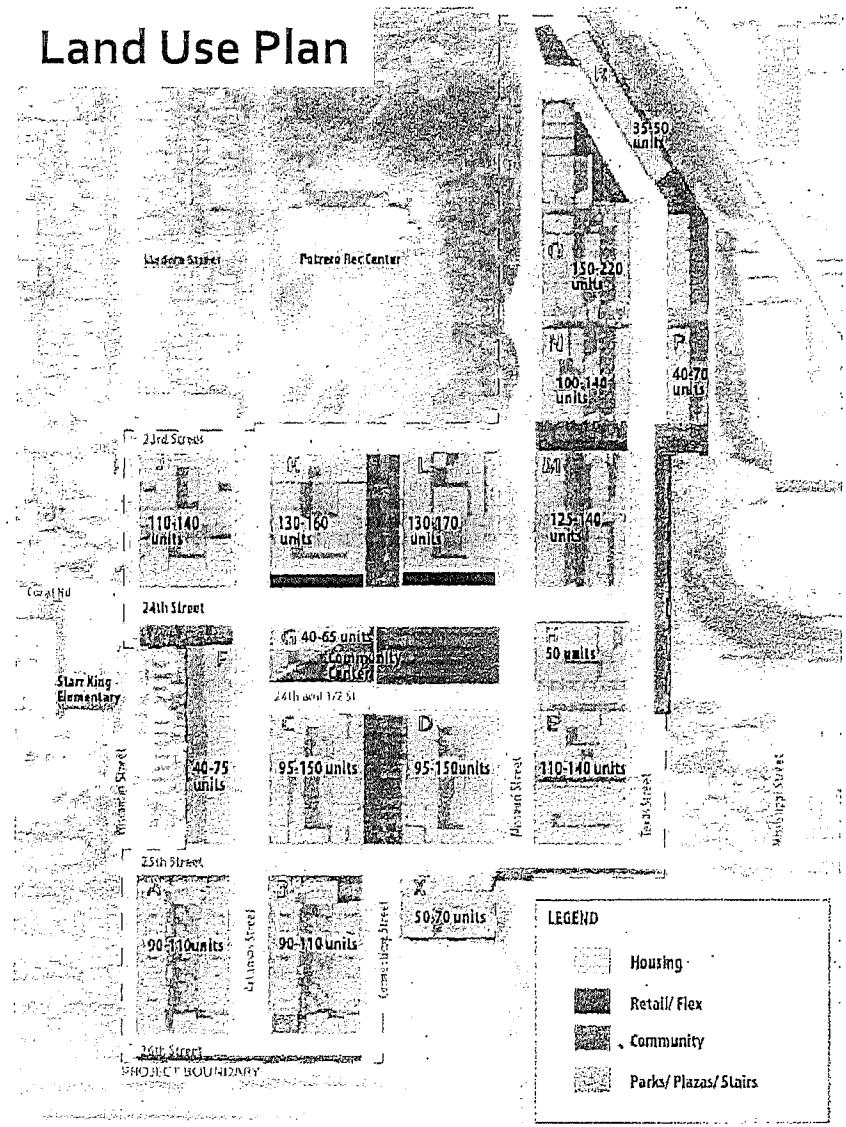 Land Use Plan
R
35-50
units
Madera Street
Potrero Rec Center
O
150-220
units
N
P
100-140
units
40-70
units
23rd Street
J
K
L
M
110-140
units
130-160
units
130-170
units
125-140
units
24th Street
G 40-65 units
Community
Center
H
50 units
Starr King
Elementary
F
24th and 1/2 St
C
D
40-75
units
95-150 units
95-150units
110-140 units
Wisconsin Street
Missouri Street
Texas Street
Mississippi Street
25th Street
A
B
X
90-110units
90-110 units
50-70 units
Arkansas Street
Connecticut Street
26th Street
PROJECT BOUNDARY
LEGEND
Housing
Retail/ Flex
Community
Parks/ Plazas/ Stairs